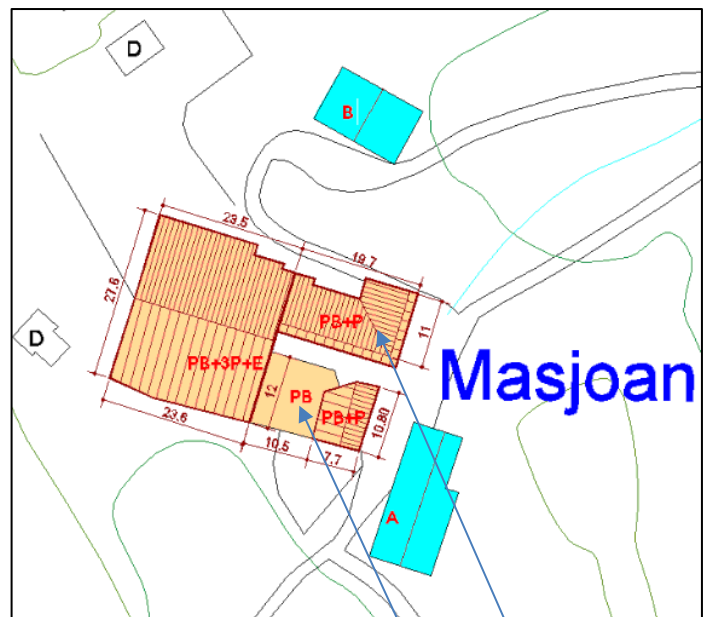 D
B
23.5
19.7
27.6
PB+P
11
D
PB+3P+E
Masjoan
12
PB
PB+P
10.80
23.6
10.5
7.7
A